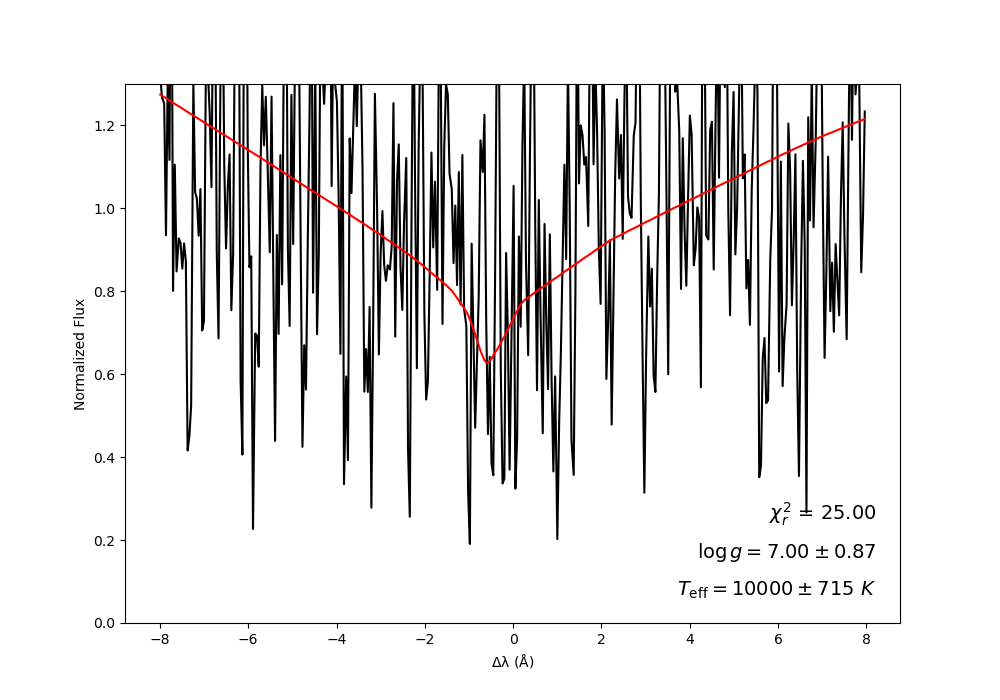 1.2
1.0
0.8
0.6
0.4
0.2
0.0
Normalized Flux
χ²ᵣ = 25.00
log g = 7.00 ± 0.87
T_eff = 10000 ± 715 K
−8 −6 −4 −2 0 2 4 6 8
Δλ (Å)